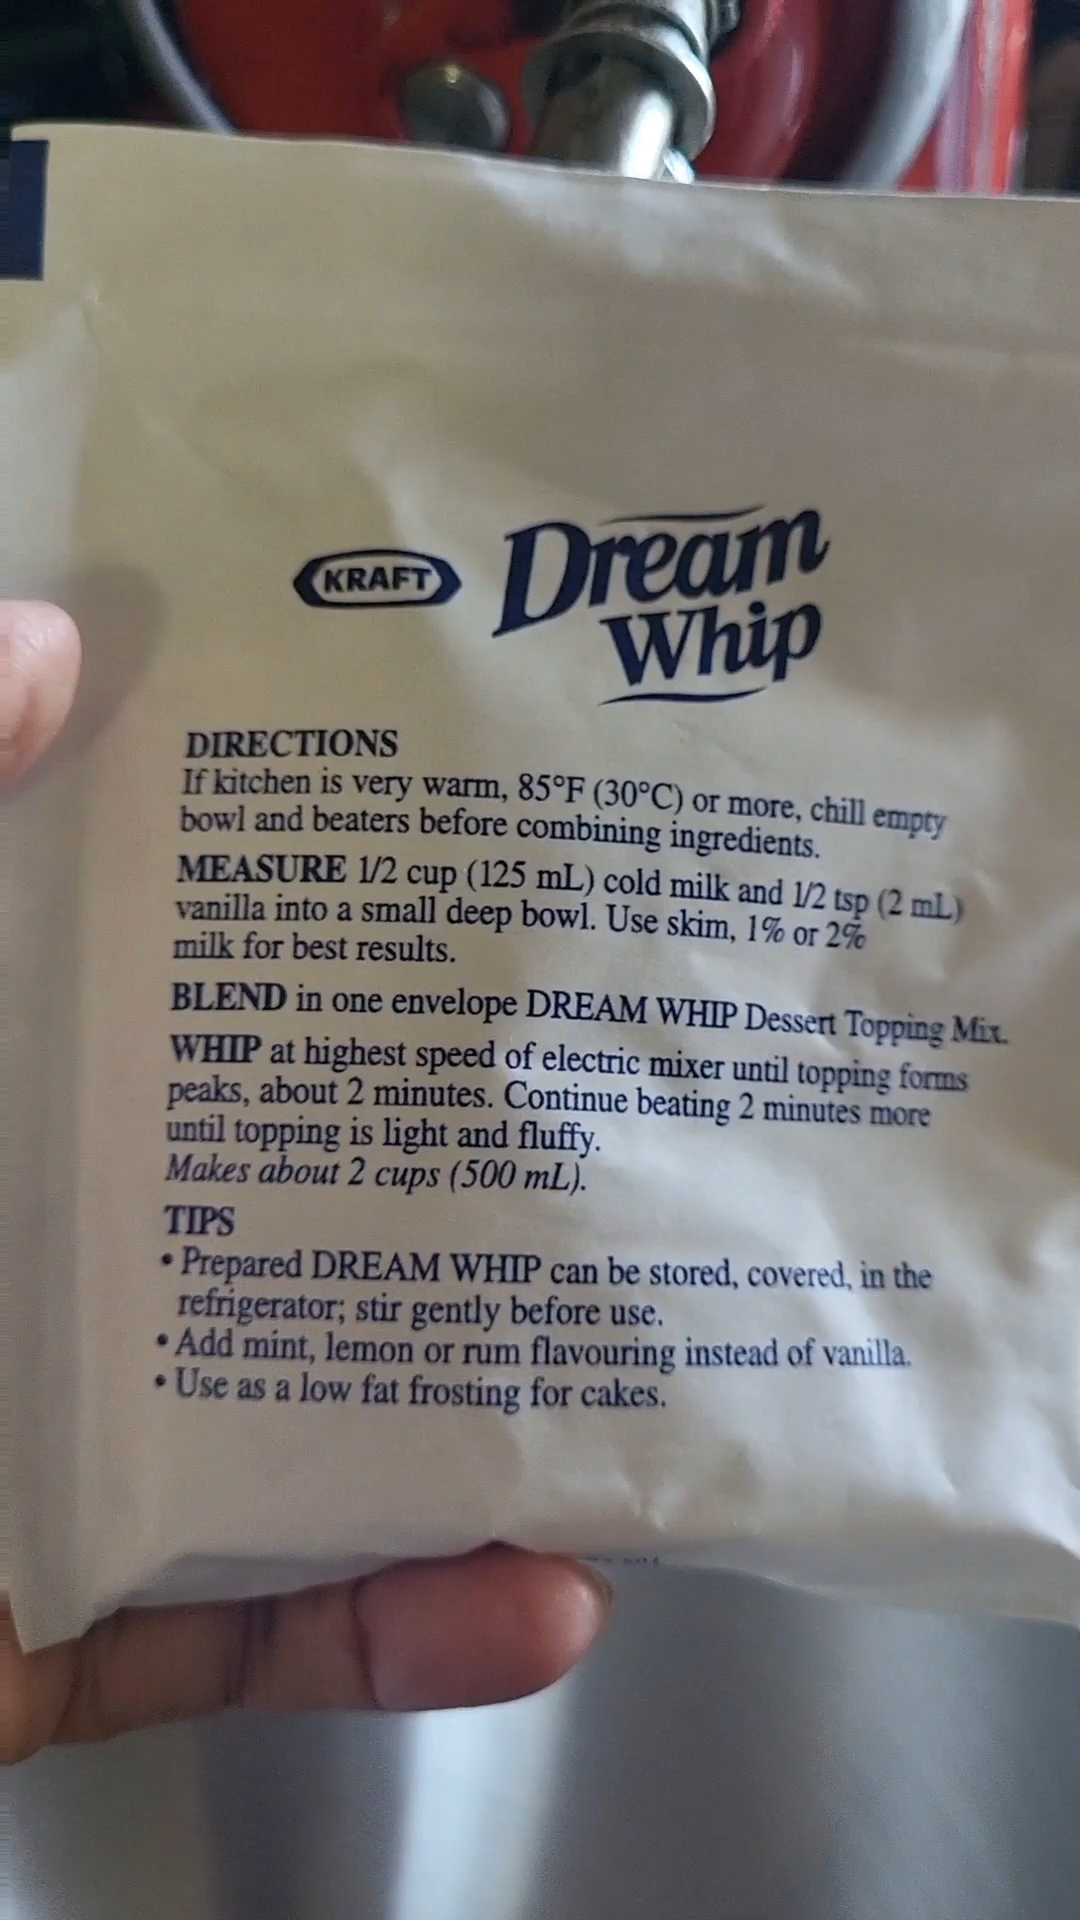 KRAFT Dream
Whip
DIRECTIONS
If kitchen is very warm, 85°F (30°C) or more, chill empty
bowl and beaters before combining ingredients.
MEASURE 1/2 cup (125 mL) cold milk and 1/2 tsp (2 mL)
vanilla into a small deep bowl. Use skim, 1% or 2%
milk for best results.
BLEND in one envelope DREAM WHIP Dessert Topping Mix.
WHIP at highest speed of electric mixer until topping forms
peaks, about 2 minutes. Continue beating 2 minutes more
until topping is light and fluffy.
Makes about 2 cups (500 mL).
TIPS
• Prepared DREAM WHIP can be stored, covered, in the
refrigerator; stir gently before use.
• Add mint, lemon or rum flavouring instead of vanilla.
• Use as a low fat frosting for cakes.